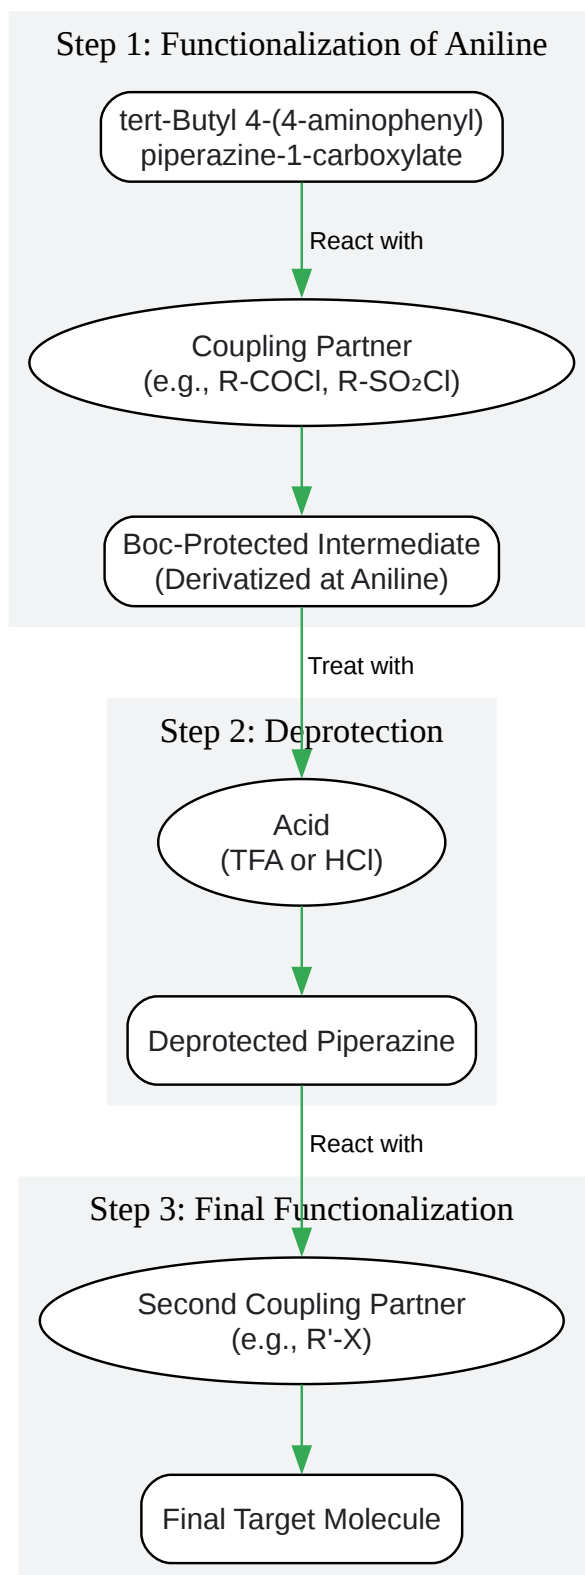 Step 1: Functionalization of Aniline
tert-Butyl 4-(4-aminophenyl)
piperazine-1-carboxylate
React with
Coupling Partner
(e.g., R-COCl, R-SO₂Cl)
Boc-Protected Intermediate
(Derivatized at Aniline)
Treat with
Step 2: Deprotection
Acid
(TFA or HCl)
Deprotected Piperazine
React with
Step 3: Final Functionalization
Second Coupling Partner
(e.g., R'-X)
Final Target Molecule